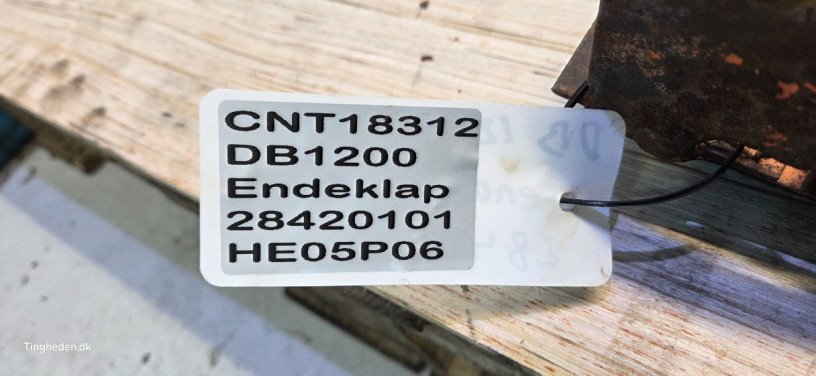 CNT18312
DB1200
Endeklap
28420101
HE05P06
Tingheden.dk